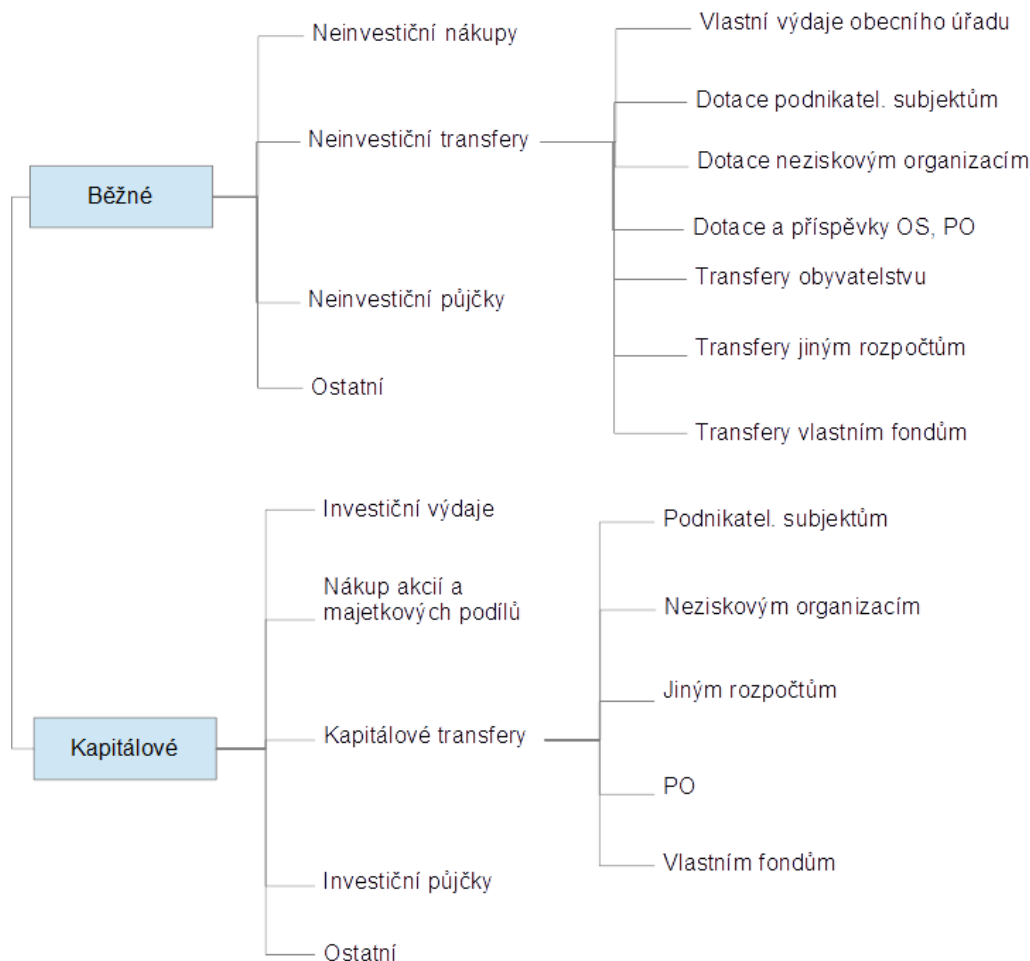 Běžné
Neinvestiční nákupy
Neinvestiční transfery
Vlastní výdaje obecního úřadu
Dotace podnikatel. subjektům
Dotace neziskovým organizacím
Dotace a příspěvky OS, PO
Transfery obyvatelstvu
Transfery jiným rozpočtům
Transfery vlastním fondům
Neinvestiční půjčky
Ostatní
Kapitálové
Investiční výdaje
Nákup akcií a
majetkových podílů
Kapitálové transfery
Podnikatel. subjektům
Neziskovým organizacím
Jiným rozpočtům
PO
Vlastním fondům
Investiční půjčky
Ostatní